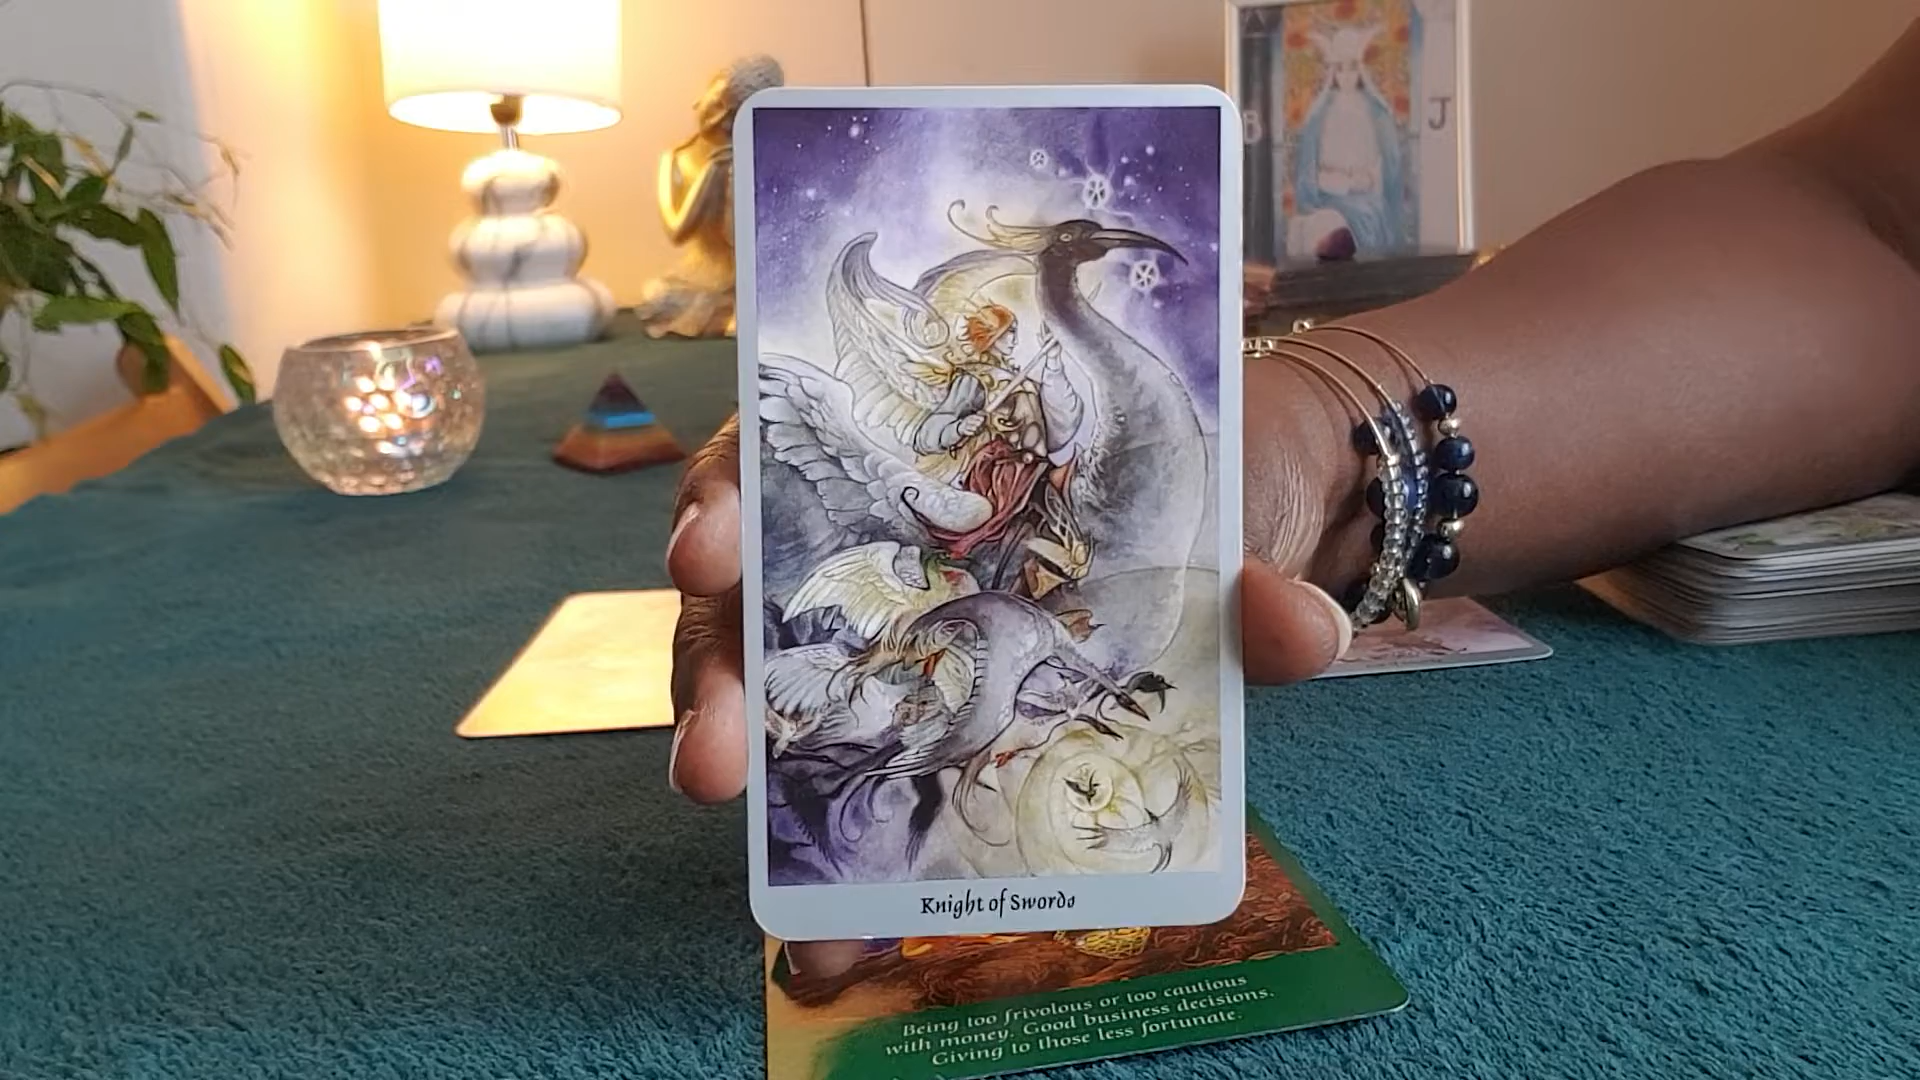 B
J
Knight of Swords
Being too frivolous or too cautious
with money. Good business decisions.
Giving to those less fortunate.